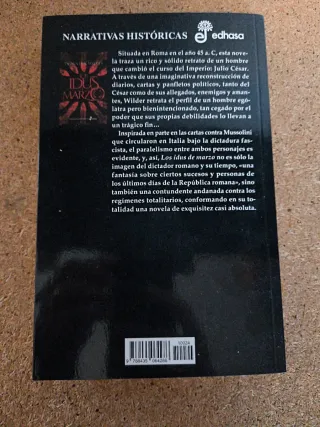 NARRATIVAS HISTÓRICAS edhasa
IDUS
MARZO
Situada en Roma en el año 45 a. C., esta nove-
la traza un rico y sólido retrato de un hombre
que cambió el curso del Imperio: Julio César.
A través de una imaginativa reconstrucción de
diarios, cartas y panfletos políticos, tanto del
César como de sus allegados, enemigos y aman-
tes, Wilder retrata el perfil de un hombre egó-
latra pero bienintencionado, tan cegado por el
poder que sus propias debilidades lo llevan a
un trágico fin...
Inspirada en parte en las cartas contra Mussolini
que circularon en Italia bajo la dictadura fas-
cista, el paralelismo entre ambos personajes es
evidente, y, así, Los idus de marzo no es sólo la
imagen del dictador romano y su tiempo, «una
fantasía sobre ciertos sucesos y personas de
los últimos días de la República romana», sino
también una contundente andanada contra los
regímenes totalitarios, conformando en su to-
talidad una novela de exquisitez casi absoluta.
10024